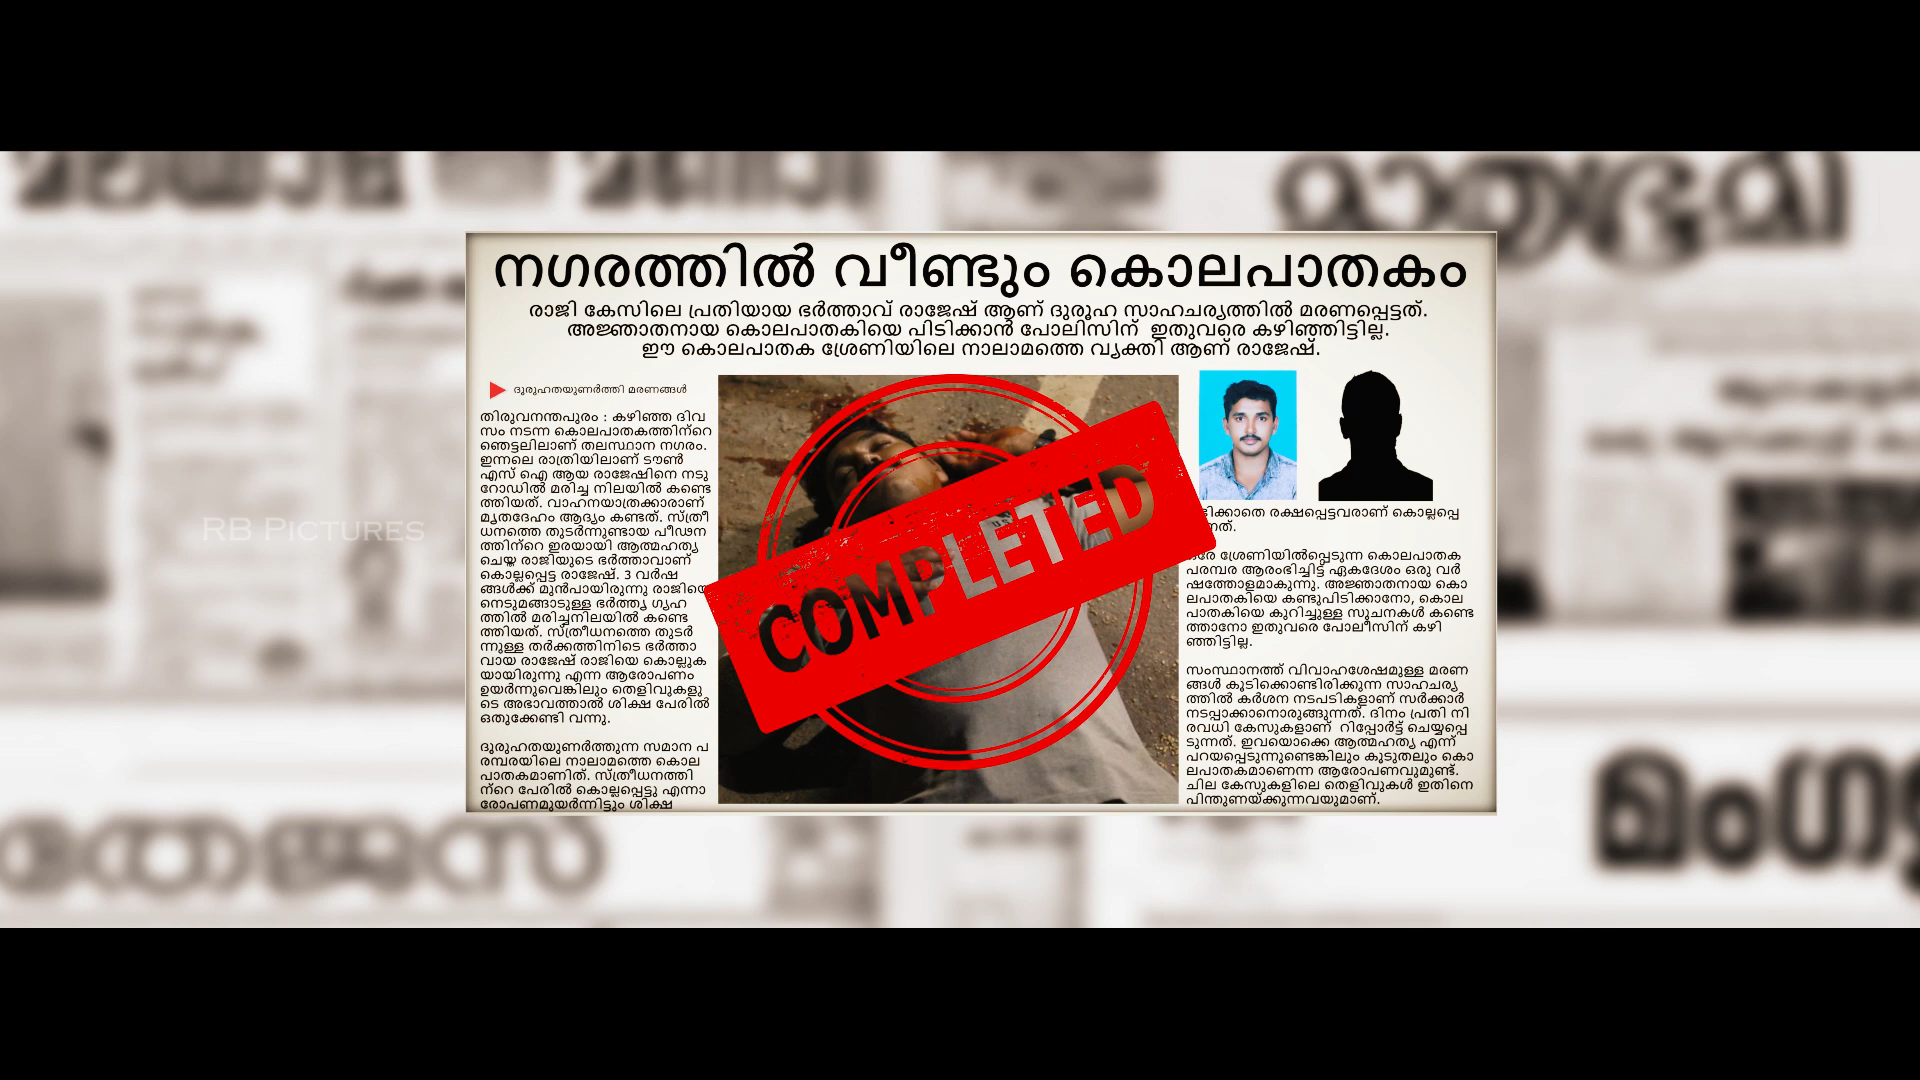 മാതൃഭൂമി
നഗരത്തിൽ വീണ്ടും കൊലപാതകം
രാജി കേസിലെ പ്രതിയായ ഭർത്താവ് രാജേഷ് ആണ് ദുരൂഹ സാഹചര്യത്തിൽ മരണപ്പെട്ടത്.
അജ്ഞാതനായ കൊലപാതകിയെ പിടിക്കാൻ പോലിസിന് ഇതുവരെ കഴിഞ്ഞിട്ടില്ല.
ഈ കൊലപാതക ശ്രേണിയിലെ നാലാമത്തെ വ്യക്തി ആണ് രാജേഷ്.
ദുരൂഹതയുണർത്തി മരണങ്ങൾ
തിരുവനന്തപുരം : കഴിഞ്ഞ ദിവ
സം നടന്ന കൊലപാതകത്തിന്റെ
ഞെട്ടലിലാണ് തലസ്ഥാന നഗരം.
ഇന്നലെ രാത്രിയിലാണ് ടൗൺ
എസ് ഐ ആയ രാജേഷിനെ നടു
റോഡിൽ മരിച്ച നിലയിൽ കണ്ടെ
ത്തിയത്. വാഹനയാത്രക്കാരാണ്
മൃതദേഹം ആദ്യം കണ്ടത്. സ്ത്രീ
ധനത്തെ തുടർന്നുണ്ടായ പീഢന
ത്തിന്റെ ഇരയായി ആത്മഹത്യ
ചെയ്ത രാജിയുടെ ഭർത്താവാണ്
കൊല്ലപ്പെട്ട രാജേഷ്. 3 വർഷ
ങ്ങൾക്ക് മുൻപായിരുന്നു രാജിയെ
നെടുമങ്ങാടുള്ള ഭർത്തൃ ഗൃഹ
ത്തിൽ മരിച്ചനിലയിൽ കണ്ടെ
ത്തിയത്. സ്ത്രീധനത്തെ തുടർ
ന്നുള്ള തർക്കത്തിനിടെ ഭർത്താ
വായ രാജേഷ് രാജിയെ കൊല്ലുക
യായിരുന്നു എന്ന ആരോപണം
ഉയർന്നുവെങ്കിലും തെളിവുകളു
ടെ അഭാവത്താൽ ശിക്ഷ പേരിൽ
ഒതുക്കേണ്ടി വന്നു.
ദുരുഹതയുണർത്തുന്ന സമാന പ
രമ്പരയിലെ നാലാമത്തെ കൊല
പാതകമാണിത്. സ്ത്രീധനത്തി
ന്റെ പേരിൽ കൊല്ലപ്പെട്ടു എന്നാ
രോപണമുയർന്നിട്ടും ശിക്ഷ
COMPLETED
ിക്കാതെ രക്ഷപ്പെട്ടവരാണ് കൊല്ലപ്പെ
ന്നത്.
രേ ശ്രേണിയിൽപ്പെടുന്ന കൊലപാതക
പരമ്പര ആരംഭിച്ചിട്ട് ഏകദേശം ഒരു വർ
ഷത്തോളമാകുന്നു. അജ്ഞാതനായ കൊ
ലപാതകിയെ കണ്ടുപിടിക്കാനോ, കൊല
പാതകിയെ കുറിച്ചുള്ള സൂചനകൾ കണ്ടെ
ത്താനോ ഇതുവരെ പോലീസിന് കഴി
ഞ്ഞിട്ടില്ല.
സംസ്ഥാനത്ത് വിവാഹശേഷമുള്ള മരണ
ങ്ങൾ കൂടിക്കൊണ്ടിരിക്കുന്ന സാഹചര്യ
ത്തിൽ കർശന നടപടികളാണ് സർക്കാർ
നടപ്പാക്കാനൊരുങ്ങുന്നത്. ദിനം പ്രതി നി
രവധി കേസുകളാണ് റിപ്പോർട്ട് ചെയ്യപ്പെ
ടുന്നത്. ഇവയൊക്കെ ആത്മഹത്യ എന്ന്
പറയപ്പെടുന്നുണ്ടെങ്കിലും കൂടുതലും കൊ
ലപാതകമാണെന്ന ആരോപണവുമുണ്ട്.
ചില കേസുകളിലെ തെളിവുകൾ ഇതിനെ
പിന്തുണയ്ക്കുന്നവയുമാണ്.
RB PICTURES
തേജസ്
മംഗ